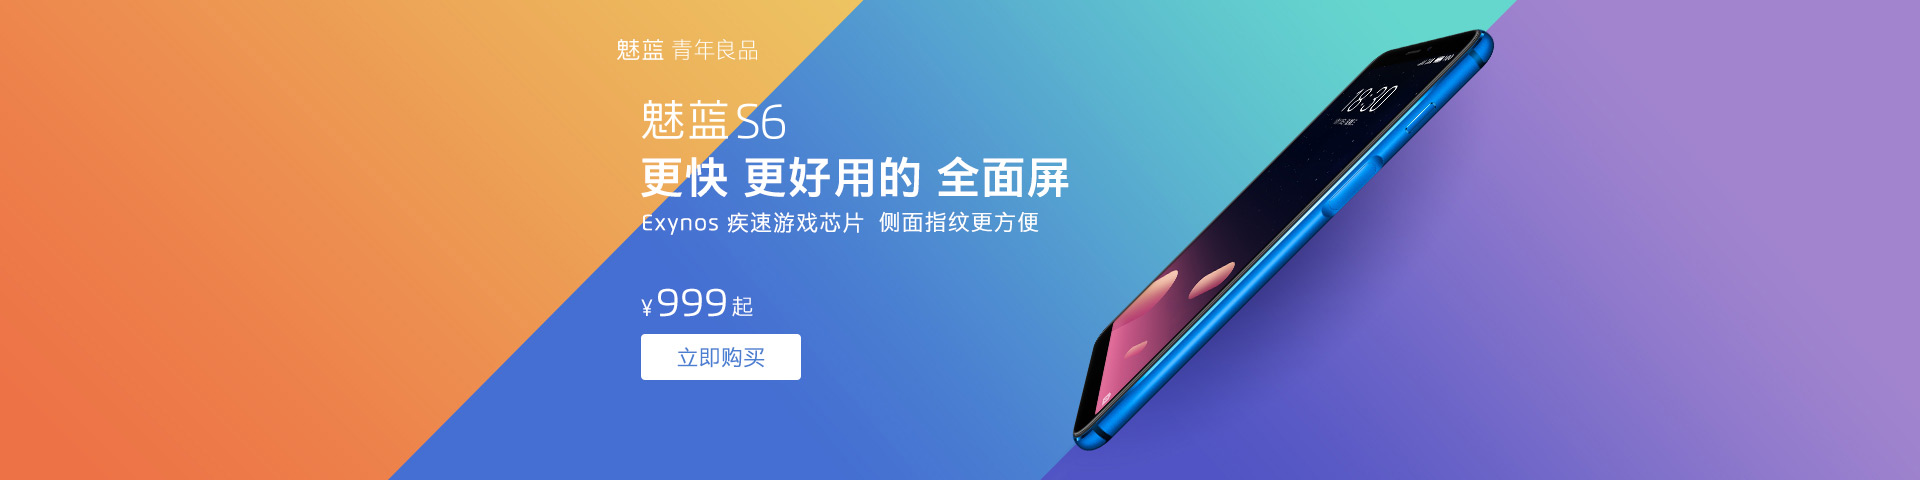 魅蓝 青年良品
魅蓝 S6
更快 更好用的 全面屏
Exynos 疾速游戏芯片 侧面指纹更方便
¥999起
立即购买
18:30